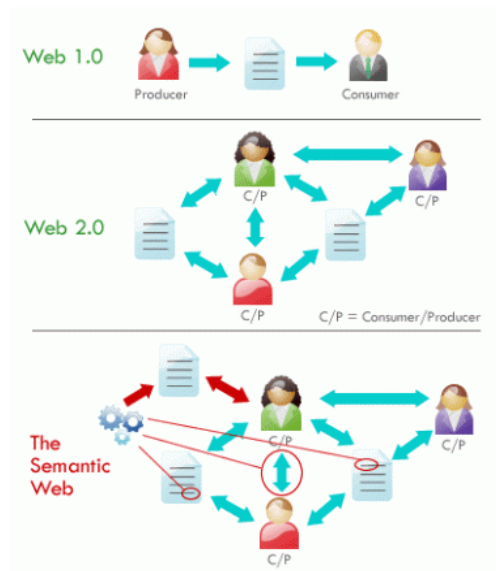 Web 1.0
Producer
Consumer
C/P
C/P
Web 2.0
C/P
C/P = Consumer/Producer
C/P
C/P
The
Semantic
Web
C/P